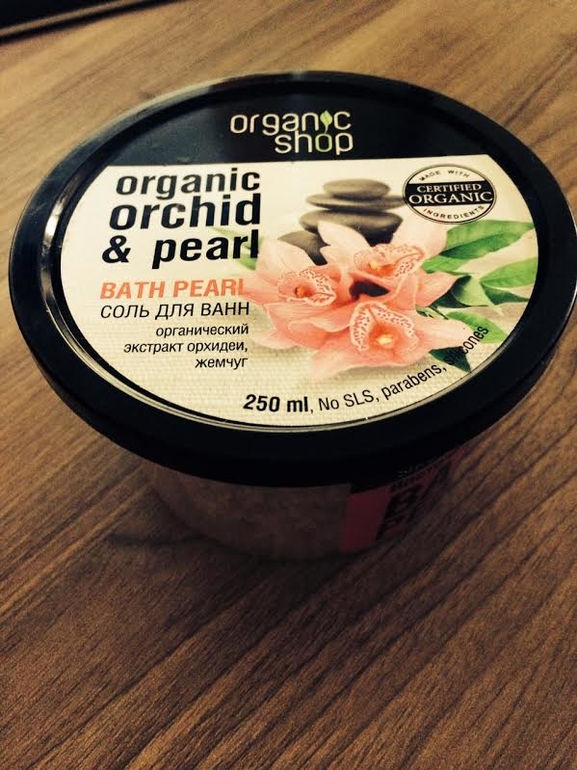 organic
shop
organic
orchid
& pearl
MADE WITH
CERTIFIED
ORGANIC
INGREDIENTS
BATH PEARL
СОЛЬ ДЛЯ ВАНН
органический
экстракт орхидеи,
жемчуг
250 ml, No SLS, parabens, silicones